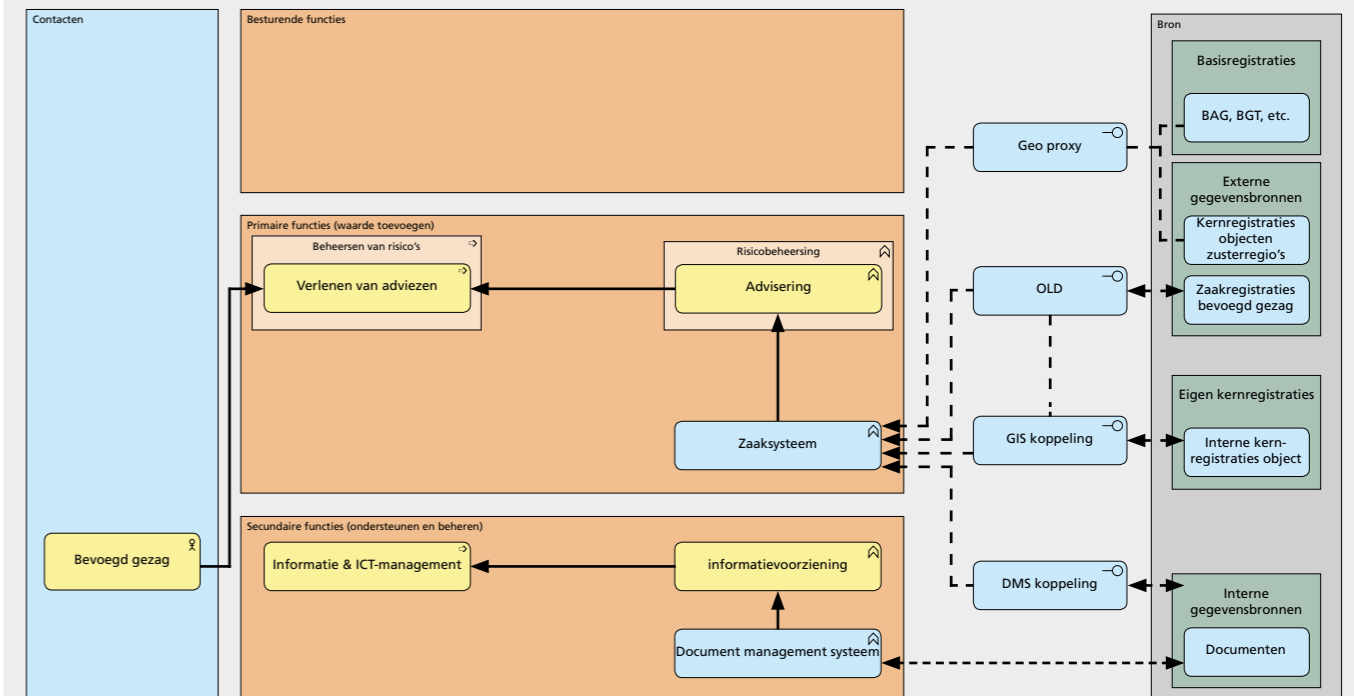 Contacten
Bevoegd gezag
Besturende functies
Primaire functies (waarde toevoegen)
Beheersen van risico's
Verlenen van adviezen
Risicobeheersing
Advisering
Zaaksysteem
Secundaire functies (ondersteunen en beheren)
Informatie & ICT-management
informatievoorziening
Document management systeem
Geo proxy
OLD
GIS koppeling
DMS koppeling
Bron
Basisregistraties
BAG, BGT, etc.
Externe
gegevensbronnen
Kernregistraties
objecten
zusterregio's
Zaakregistraties
bevoegd gezag
Eigen kernregistraties
Interne kern-
registraties object
Interne
gegevensbronnen
Documenten